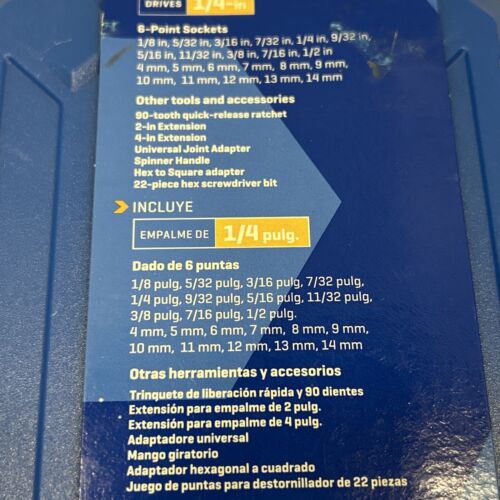 DRIVES 1/4-in
6-Point Sockets
1/8 in, 5/32 in, 3/16 in, 7/32 in, 1/4 in, 9/32 in,
5/16 in, 11/32 in, 3/8 in, 7/16 in, 1/2 in
4 mm, 5 mm, 6 mm, 7 mm, 8 mm, 9 mm,
10 mm, 11 mm, 12 mm, 13 mm, 14 mm
Other tools and accessories
90-tooth quick-release ratchet
2-in Extension
4-in Extension
Universal Joint Adapter
Spinner Handle
Hex to Square adapter
22-piece hex screwdriver bit
INCLUYE
EMPALME DE 1/4 pulg.
Dado de 6 puntas
1/8 pulg, 5/32 pulg, 3/16 pulg, 7/32 pulg,
1/4 pulg, 9/32 pulg, 5/16 pulg, 11/32 pulg,
3/8 pulg, 7/16 pulg, 1/2 pulg.
4 mm, 5 mm, 6 mm, 7 mm, 8 mm, 9 mm,
10 mm, 11 mm, 12 mm, 13 mm, 14 mm
Otras herramientas y accesorios
Trinquete de liberación rápida y 90 dientes
Extensión para empalme de 2 pulg.
Extensión para empalme de 4 pulg.
Adaptadore universal
Mango giratorio
Adaptador hexagonal a cuadrado
Juego de puntas para destornillador de 22 piezas